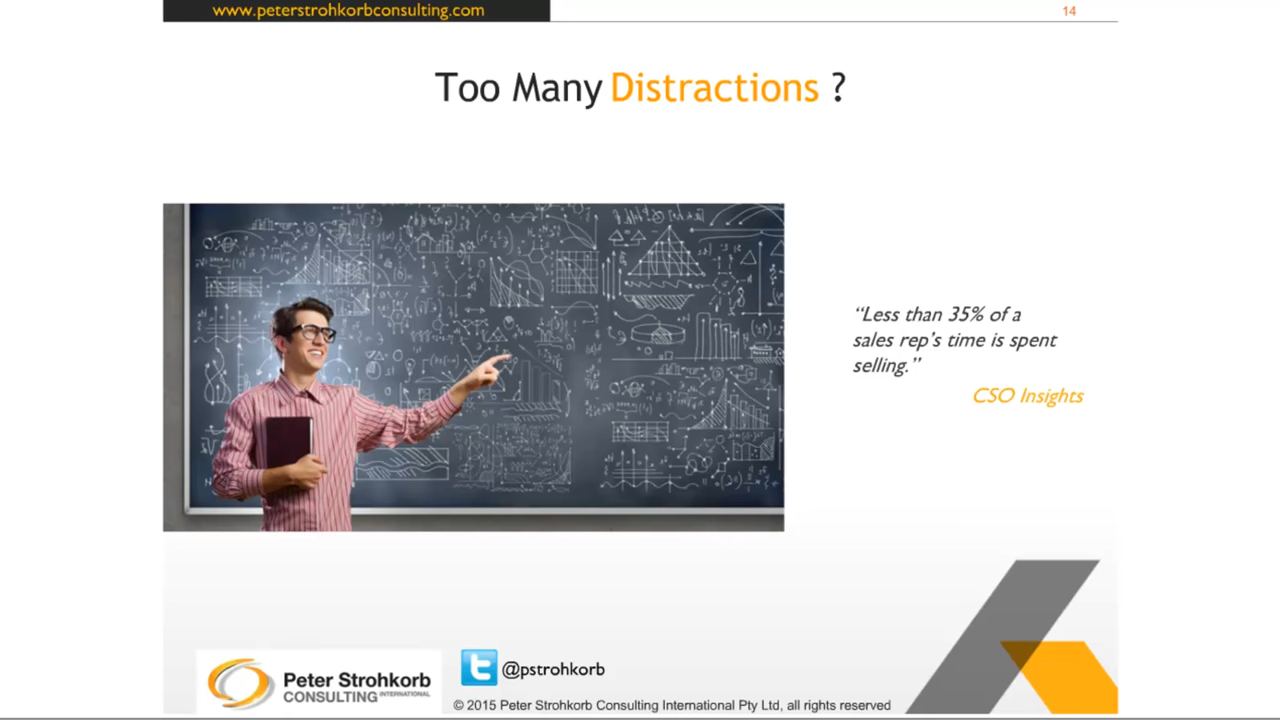 www.peterstrohkorbconsulting.com
14
Too Many Distractions ?
“Less than 35% of a
sales rep’s time is spent
selling.”
CSO Insights
Peter Strohkorb
CONSULTING INTERNATIONAL
@pstrohkorb
© 2015 Peter Strohkorb Consulting International Pty Ltd, all rights reserved